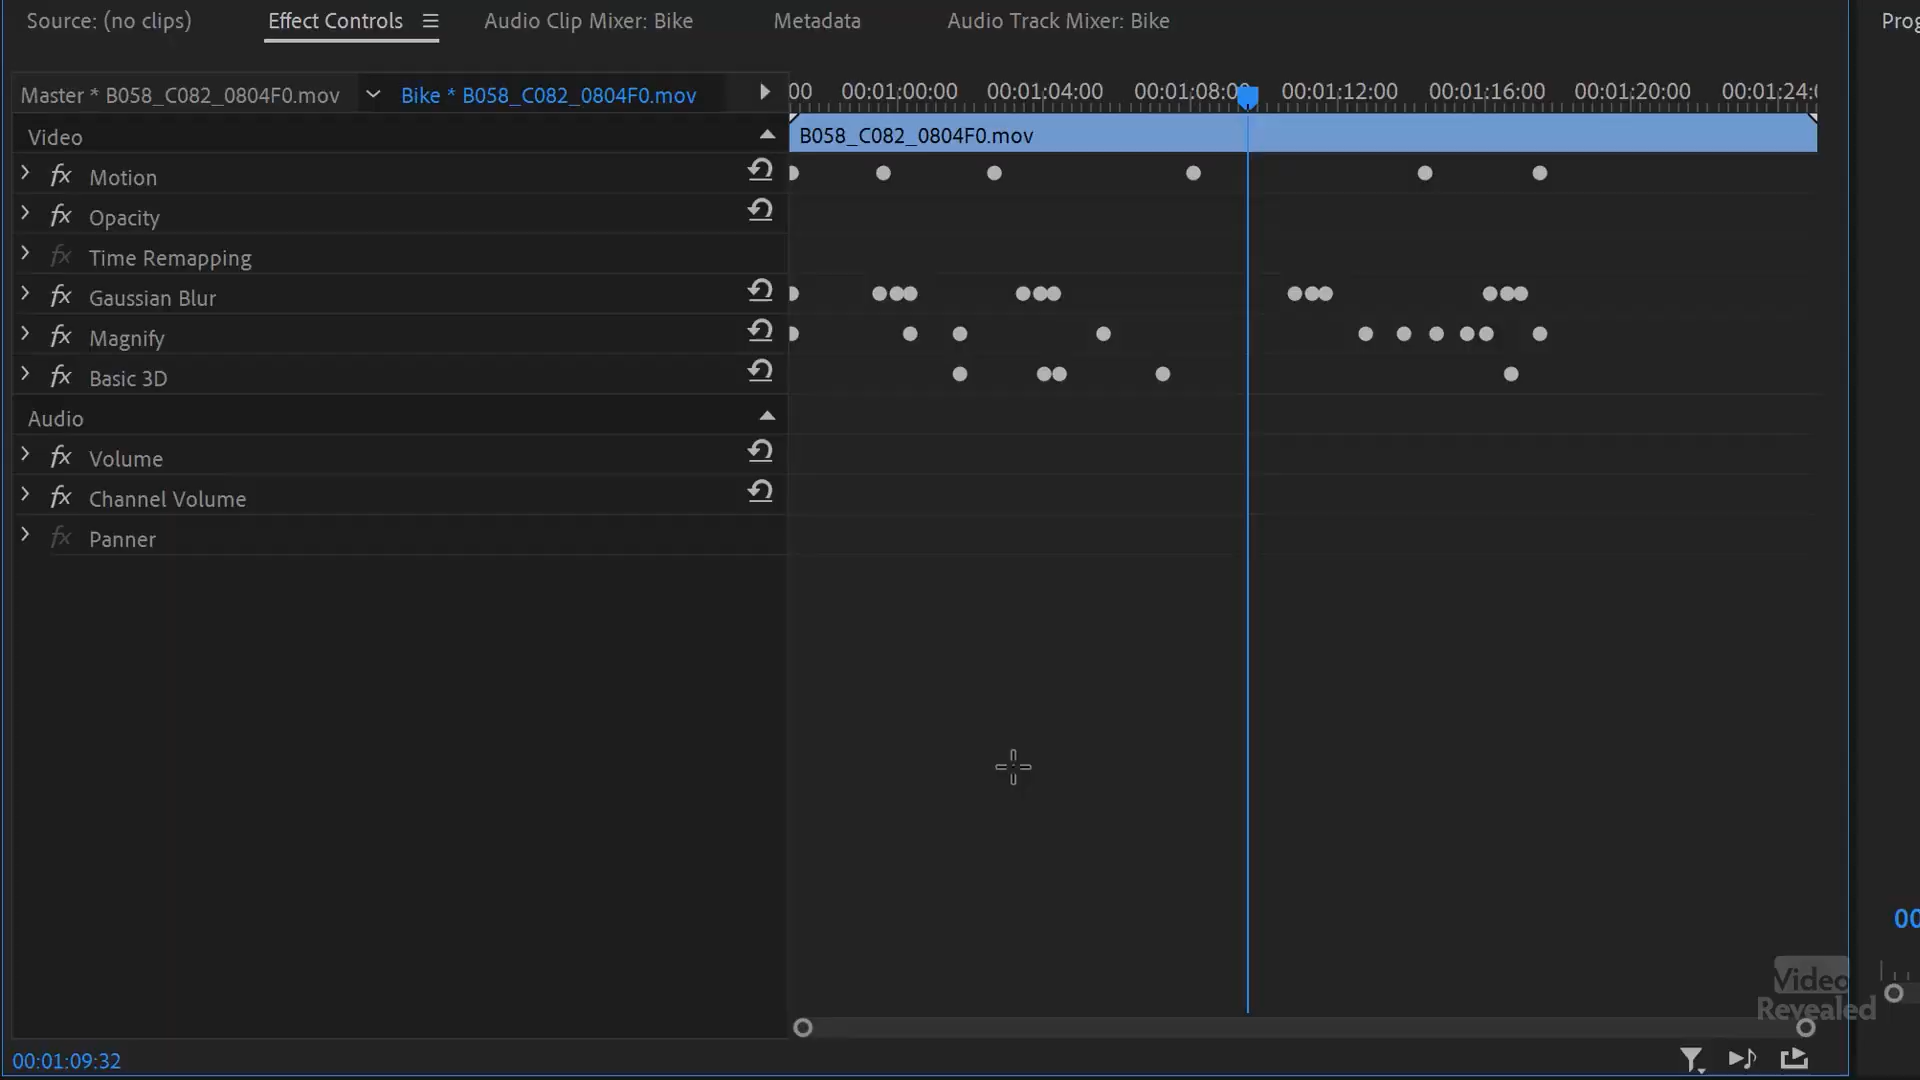 Source: (no clips)
Effect Controls
Audio Clip Mixer: Bike
Metadata
Audio Track Mixer: Bike
Master * B058_C082_0804F0.mov
Bike * B058_C082_0804F0.mov
00
00:01:00:00
00:01:04:00
00:01:08:00
00:01:12:00
00:01:16:00
00:01:20:00
00:01:24:
Video
B058_C082_0804F0.mov
fx Motion
fx Opacity
fx Time Remapping
fx Gaussian Blur
fx Magnify
fx Basic 3D
Audio
fx Volume
fx Channel Volume
fx Panner
00
Video
Revealed
00:01:09:32